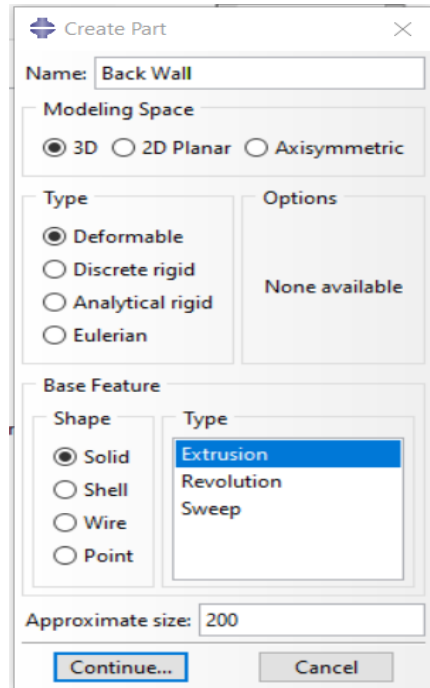 Create Part
Name: Back Wall
Modeling Space
3D 2D Planar Axisymmetric
Type
Options
Deformable
Discrete rigid
Analytical rigid
Eulerian
None available
Base Feature
Shape
Type
Solid
Shell
Wire
Point
Extrusion
Revolution
Sweep
Approximate size: 200
Continue... Cancel